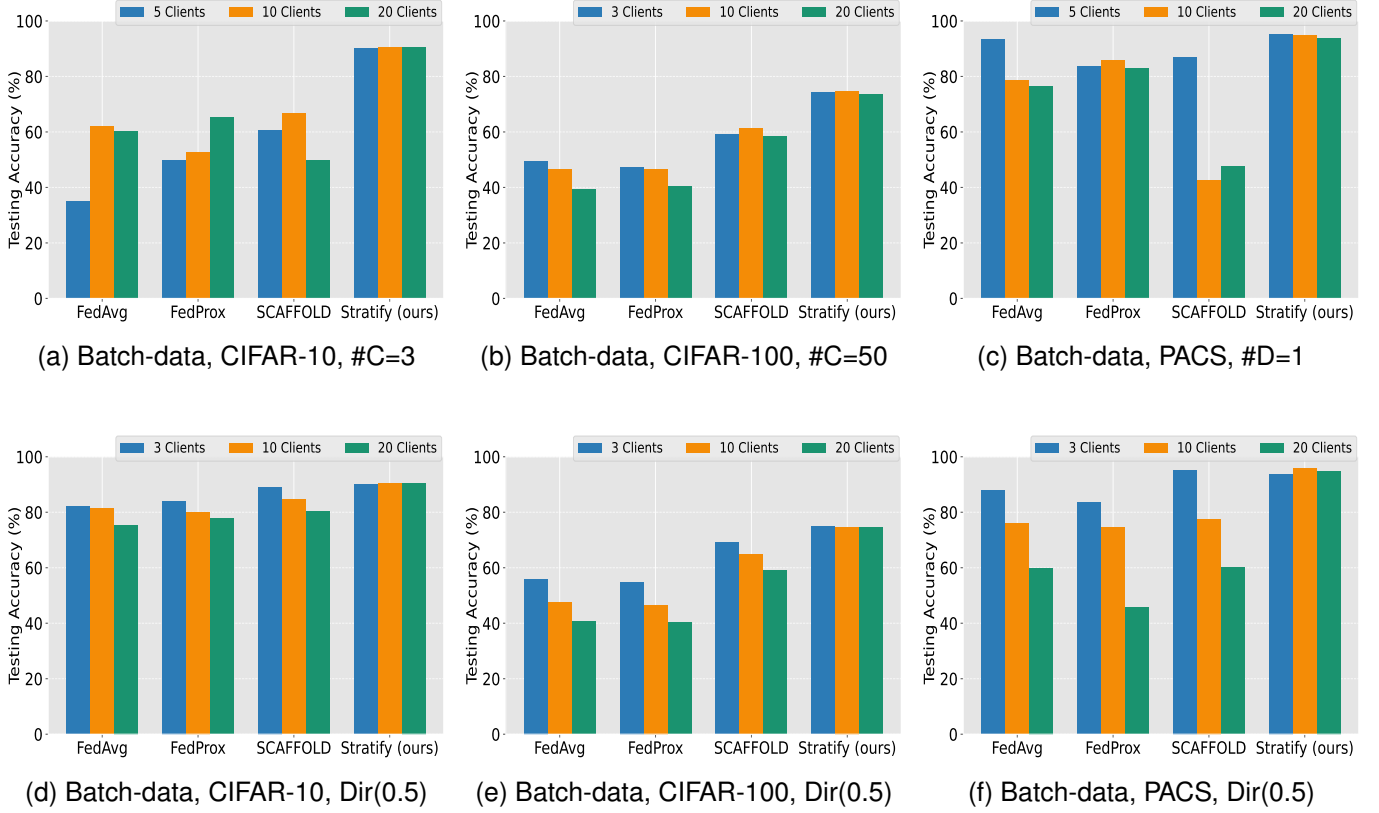 5 Clients 10 Clients 20 Clients
Testing Accuracy (%)
100
80
60
40
20
0
FedAvg FedProx SCAFFOLD Stratify (ours)
(a) Batch-data, CIFAR-10, #C=3
3 Clients 10 Clients 20 Clients
Testing Accuracy (%)
100
80
60
40
20
0
FedAvg FedProx SCAFFOLD Stratify (ours)
(b) Batch-data, CIFAR-100, #C=50
5 Clients 10 Clients 20 Clients
Testing Accuracy (%)
100
80
60
40
20
0
FedAvg FedProx SCAFFOLD Stratify (ours)
(c) Batch-data, PACS, #D=1
3 Clients 10 Clients 20 Clients
Testing Accuracy (%)
100
80
60
40
20
0
FedAvg FedProx SCAFFOLD Stratify (ours)
(d) Batch-data, CIFAR-10, Dir(0.5)
3 Clients 10 Clients 20 Clients
Testing Accuracy (%)
100
80
60
40
20
0
FedAvg FedProx SCAFFOLD Stratify (ours)
(e) Batch-data, CIFAR-100, Dir(0.5)
3 Clients 10 Clients 20 Clients
Testing Accuracy (%)
100
80
60
40
20
0
FedAvg FedProx SCAFFOLD Stratify (ours)
(f) Batch-data, PACS, Dir(0.5)